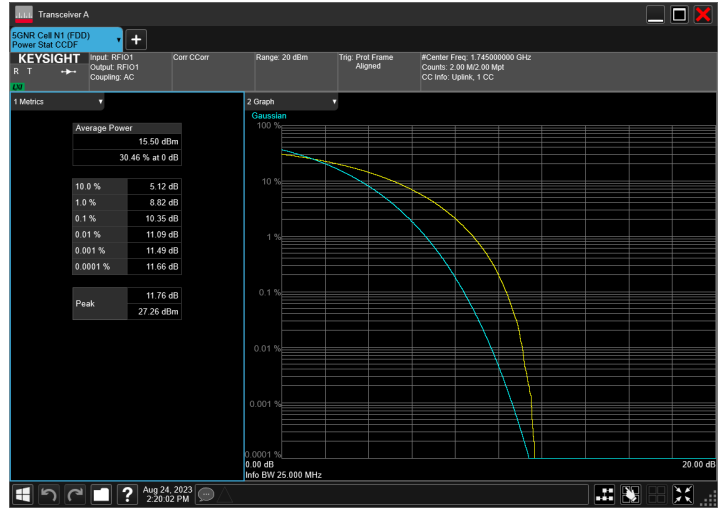 Transceiver A
5GNR Cell N1 (FDD)
Power Stat CCDF
KEYSIGHT
R T
LXI
Input: RFIO1
Output: RFIO1
Coupling: AC
Corr CCorr
Range: 20 dBm
Trig: Prot Frame
Aligned
#Center Freq: 1.745000000 GHz
Counts: 2.00 M/2.00 Mpt
CC Info: Uplink, 1 CC
1 Metrics
Average Power
15.50 dBm
30.46 % at 0 dB
10.0 % 5.12 dB
1.0 % 8.82 dB
0.1 % 10.35 dB
0.01 % 11.09 dB
0.001 % 11.49 dB
0.0001 % 11.66 dB
Peak
11.76 dB
27.26 dBm
2 Graph
Gaussian
100 %
10 %
1 %
0.1 %
0.01 %
0.001 %
0.0001 %
0.00 dB
20.00 dB
Info BW 25.000 MHz
?
Aug 24, 2023
2:20:02 PM